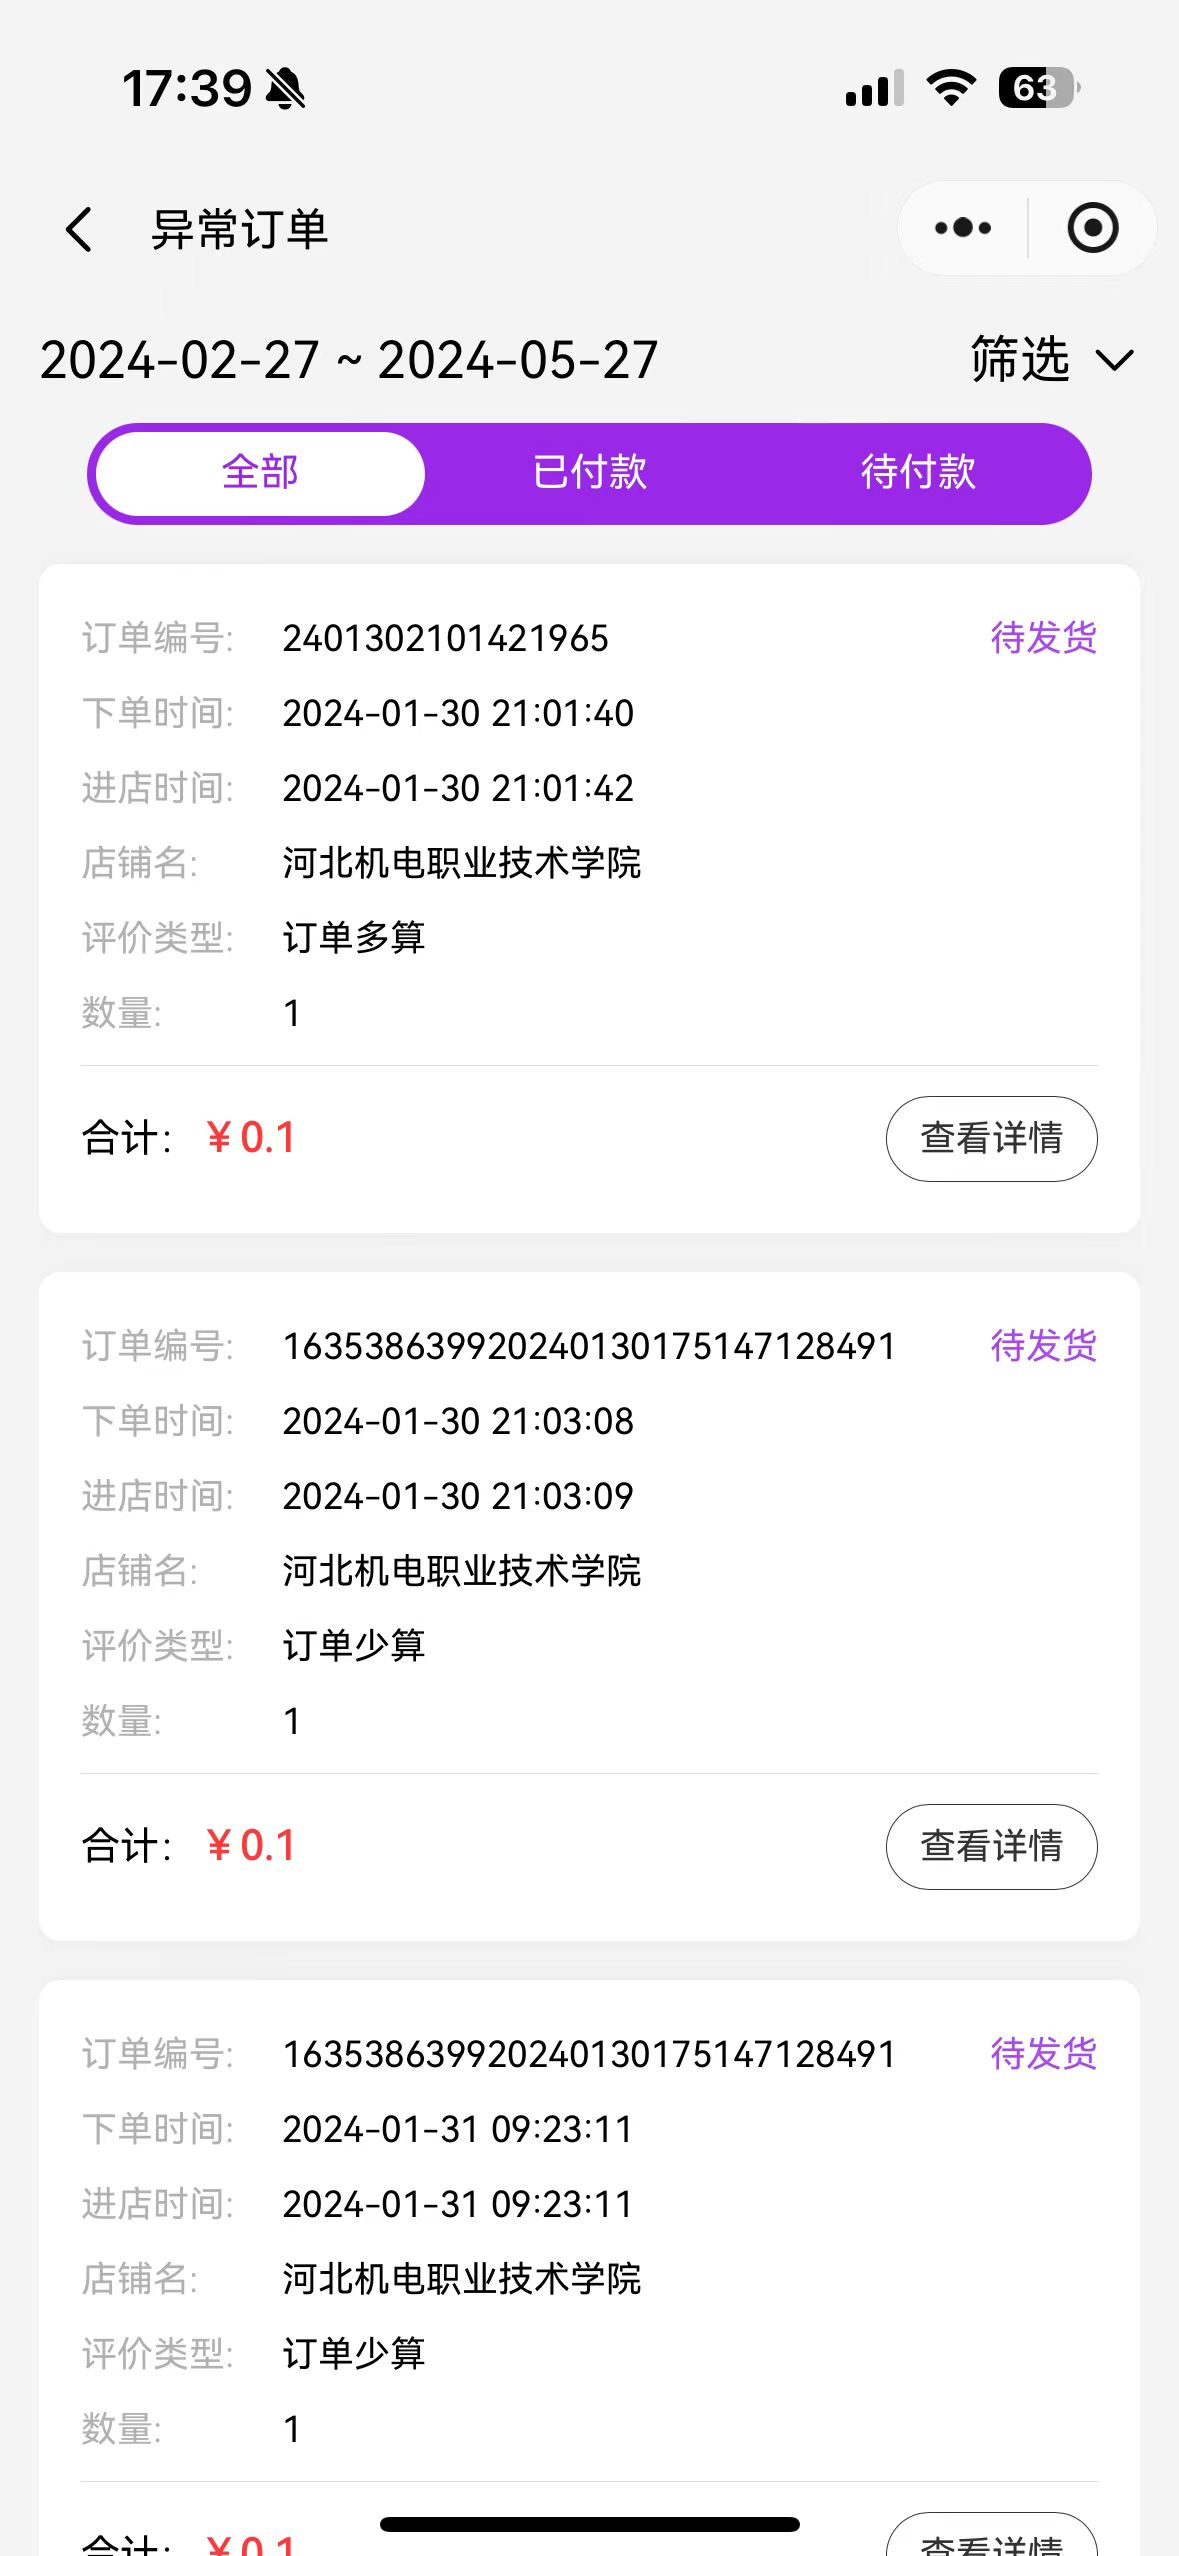 17:39
63
异常订单
2024-02-27 ~ 2024-05-27 筛选
全部 已付款 待付款
订单编号: 2401302101421965 待发货
下单时间: 2024-01-30 21:01:40
进店时间: 2024-01-30 21:01:42
店铺名: 河北机电职业技术学院
评价类型: 订单多算
数量: 1
合计: ¥0.1 查看详情
订单编号: 16353863992024013017514712​8491 待发货
下单时间: 2024-01-30 21:03:08
进店时间: 2024-01-30 21:03:09
店铺名: 河北机电职业技术学院
评价类型: 订单少算
数量: 1
合计: ¥0.1 查看详情
订单编号: 163538639920240130175147128491 待发货
下单时间: 2024-01-31 09:23:11
进店时间: 2024-01-31 09:23:11
店铺名: 河北机电职业技术学院
评价类型: 订单少算
数量: 1
合计: ¥0.1 查看详情